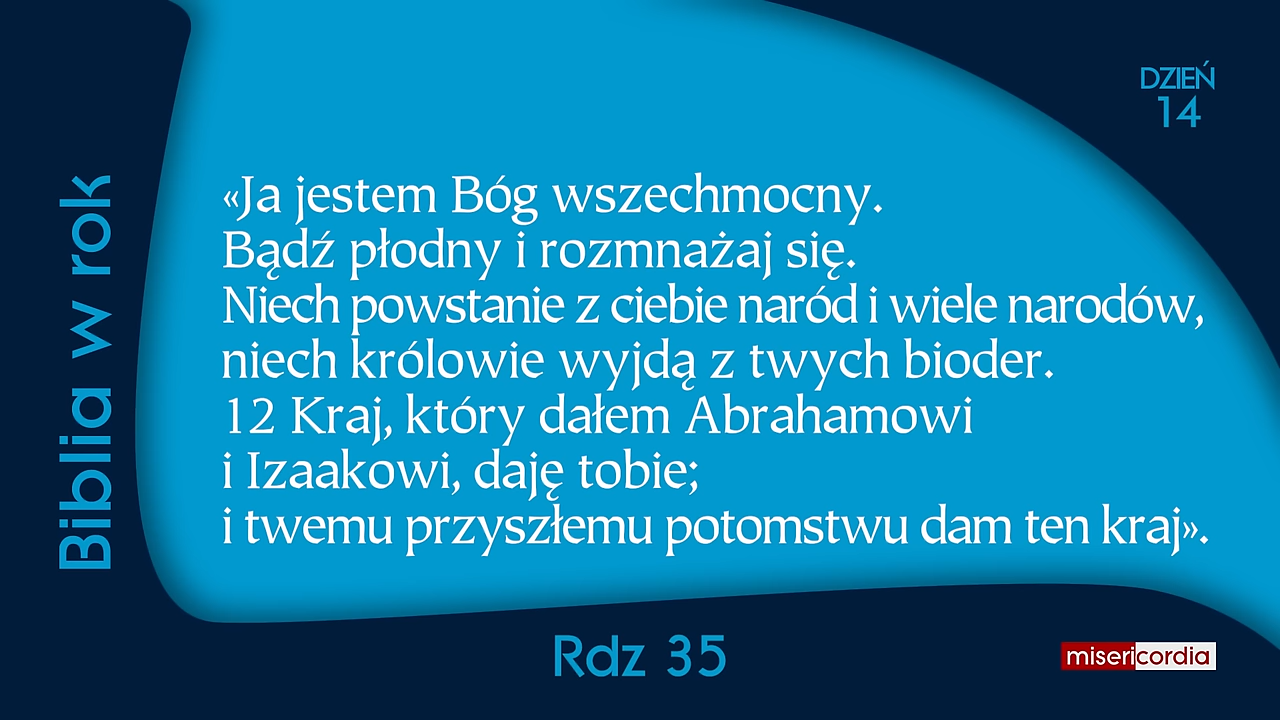 DZIEŃ
14
Biblia w rok
«Ja jestem Bóg wszechmocny.
Bądź płodny i rozmnażaj się.
Niech powstanie z ciebie naród i wiele narodów,
niech królowie wyjdą z twych bioder.
12 Kraj, który dałem Abrahamowi
i Izaakowi, daję tobie;
i twemu przyszłemu potomstwu dam ten kraj».
Rdz 35
misericordia